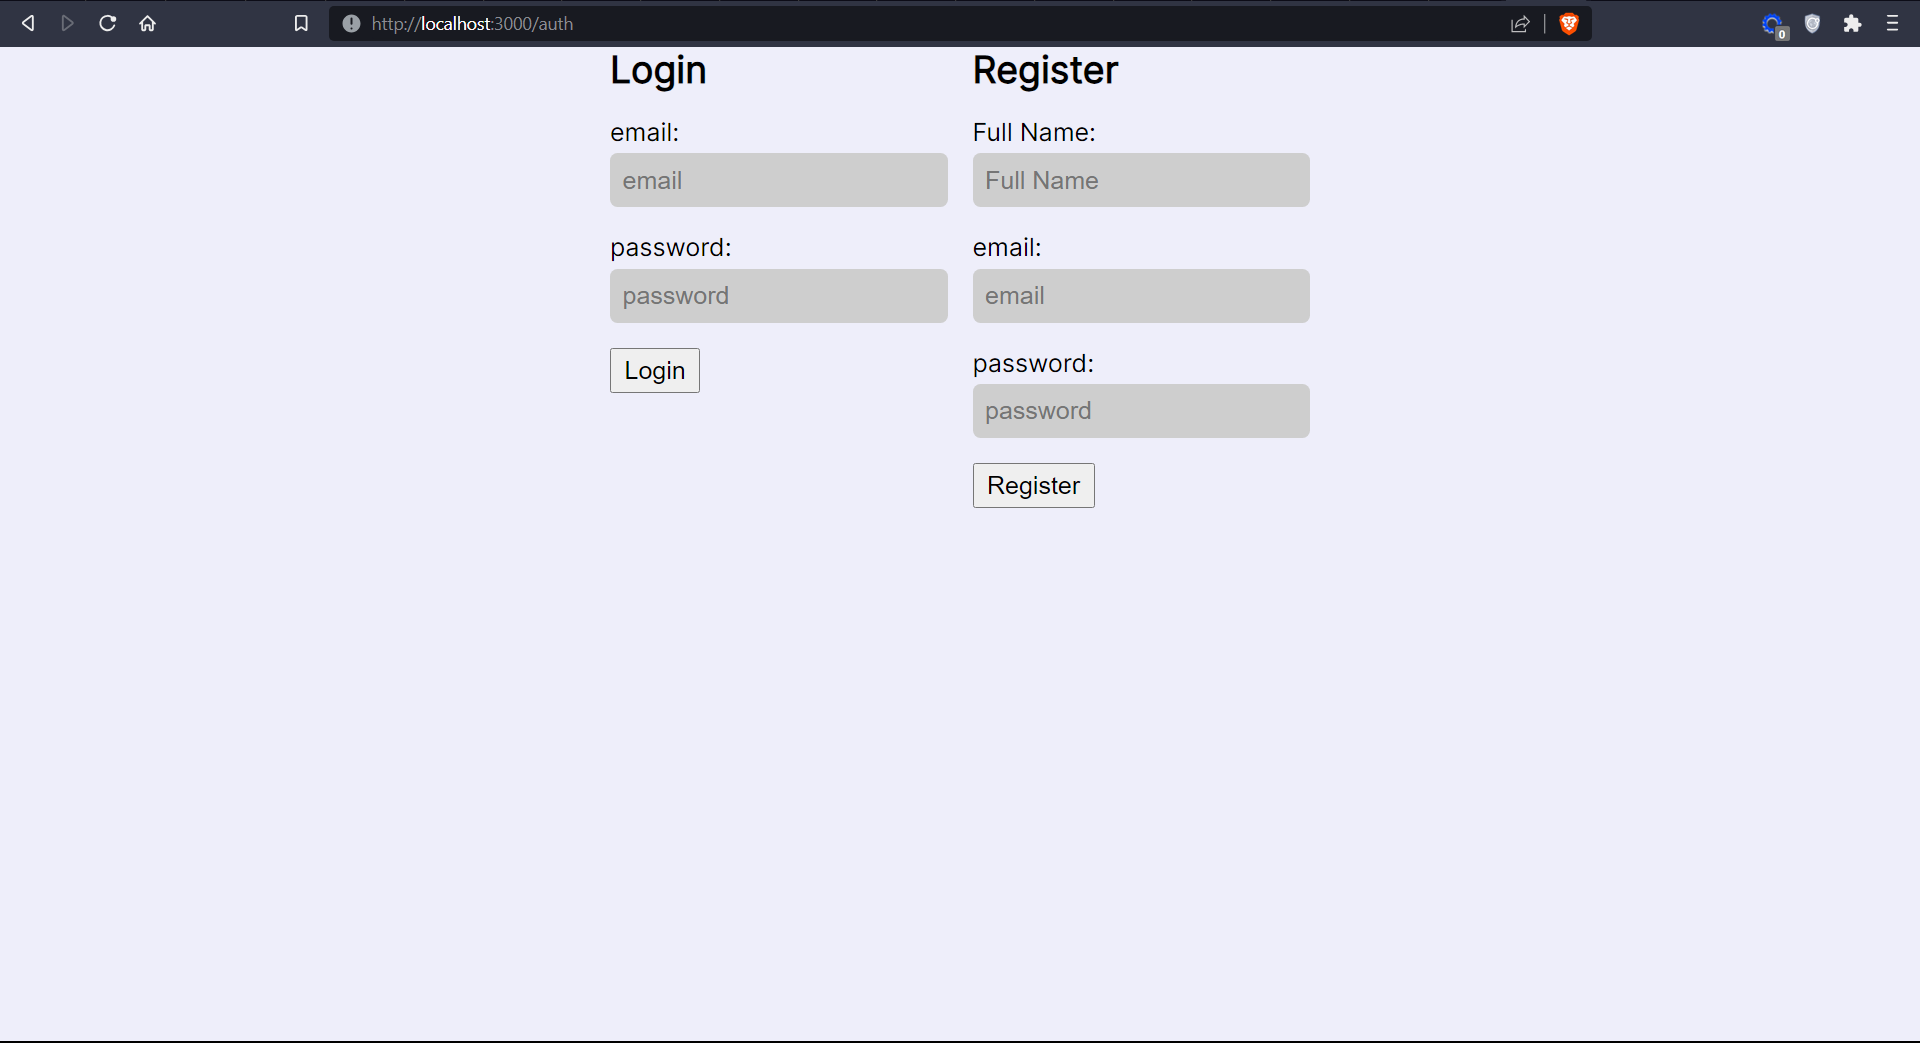 http://localhost:3000/auth
0
Login
email:
email
password:
password
Login
Register
Full Name:
Full Name
email:
email
password:
password
Register